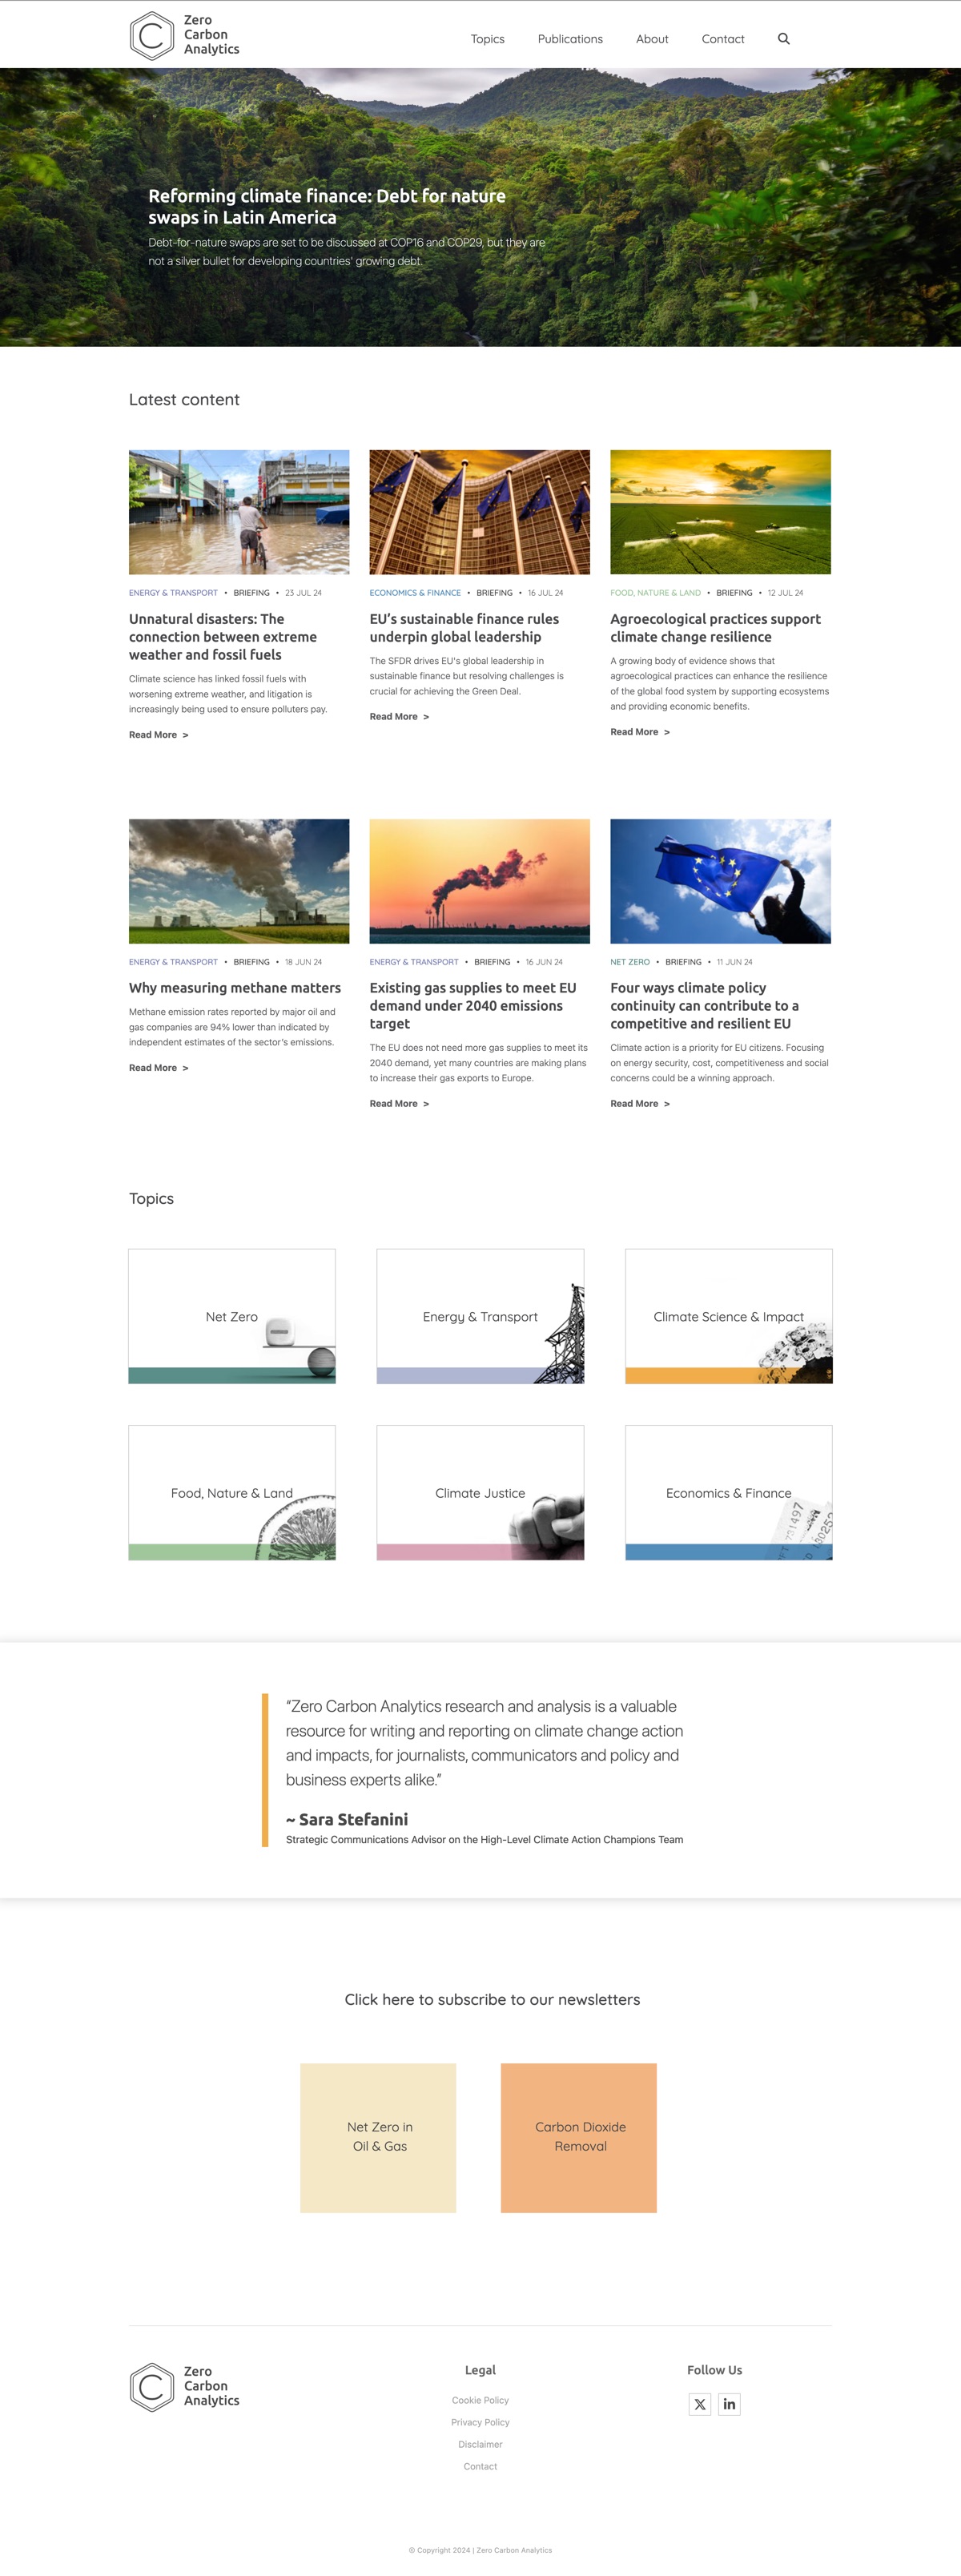 Zero
Carbon
Analytics
Topics
Publications
About
Contact
Reforming climate finance: Debt for nature
swaps in Latin America
Debt-for-nature swaps are set to be discussed at COP16 and COP29, but they are
not a silver bullet for developing countries' growing debt.
Latest content
ENERGY & TRANSPORT • BRIEFING • 23 JUL 24
Unnatural disasters: The
connection between extreme
weather and fossil fuels
Climate science has linked fossil fuels with
worsening extreme weather, and litigation is
increasingly being used to ensure polluters pay.
Read More >
ECONOMICS & FINANCE • BRIEFING • 16 JUL 24
EU's sustainable finance rules
underpin global leadership
The SFDR drives EU's global leadership in
sustainable finance but resolving challenges is
crucial for achieving the Green Deal.
Read More >
FOOD, NATURE & LAND • BRIEFING • 12 JUL 24
Agroecological practices support
climate change resilience
A growing body of evidence shows that
agroecological practices can enhance the resilience
of the global food system by supporting ecosystems
and providing economic benefits.
Read More >
ENERGY & TRANSPORT • BRIEFING • 18 JUN 24
Why measuring methane matters
Methane emission rates reported by major oil and
gas companies are 94% lower than indicated by
independent estimates of the sector's emissions.
Read More >
ENERGY & TRANSPORT • BRIEFING • 16 JUN 24
Existing gas supplies to meet EU
demand under 2040 emissions
target
The EU does not need more gas supplies to meet its
2040 demand, yet many countries are making plans
to increase their gas exports to Europe.
Read More >
NET ZERO • BRIEFING • 11 JUN 24
Four ways climate policy
continuity can contribute to a
competitive and resilient EU
Climate action is a priority for EU citizens. Focusing
on energy security, cost, competitiveness and social
concerns could be a winning approach.
Read More >
Topics
Net Zero
Energy & Transport
Climate Science & Impact
Food, Nature & Land
Climate Justice
Economics & Finance
"Zero Carbon Analytics research and analysis is a valuable
resource for writing and reporting on climate change action
and impacts, for journalists, communicators and policy and
business experts alike."
~ Sara Stefanini
Strategic Communications Advisor on the High-Level Climate Action Champions Team
Click here to subscribe to our newsletters
Net Zero in
Oil & Gas
Carbon Dioxide
Removal
Zero
Carbon
Analytics
Legal
Cookie Policy
Privacy Policy
Disclaimer
Contact
Follow Us
© Copyright 2024 | Zero Carbon Analytics